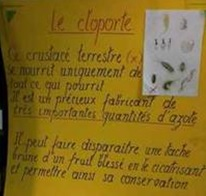 Le cloporte
Ce crustacé terrestre (x)
se nourrit uniquement de
tout ce qui pourrit
Il est un précieux fabricant de
très importantes quantités d'azote
Il peut faire disparaître une tache
brune d'un fruit blessé en le cicatrisant
et permettre ainsi sa conservation